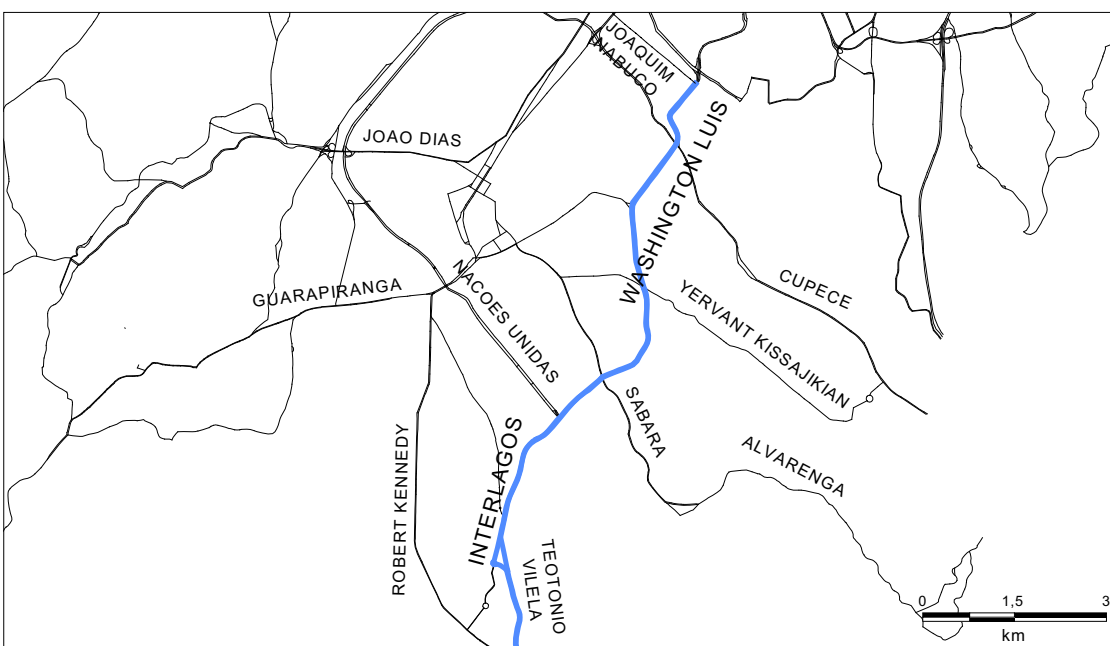 JOAQUIM
NABUCO
JOAO DIAS
WASHINGTON LUIS
GUARAPIRANGA
NACOES UNIDAS
CUPECE
YERVANT KISSAJIKIAN
SABARA
ALVARENGA
INTERLAGOS
ROBERT KENNEDY
TEOTONIO
VILELA
0 1,5 3
km